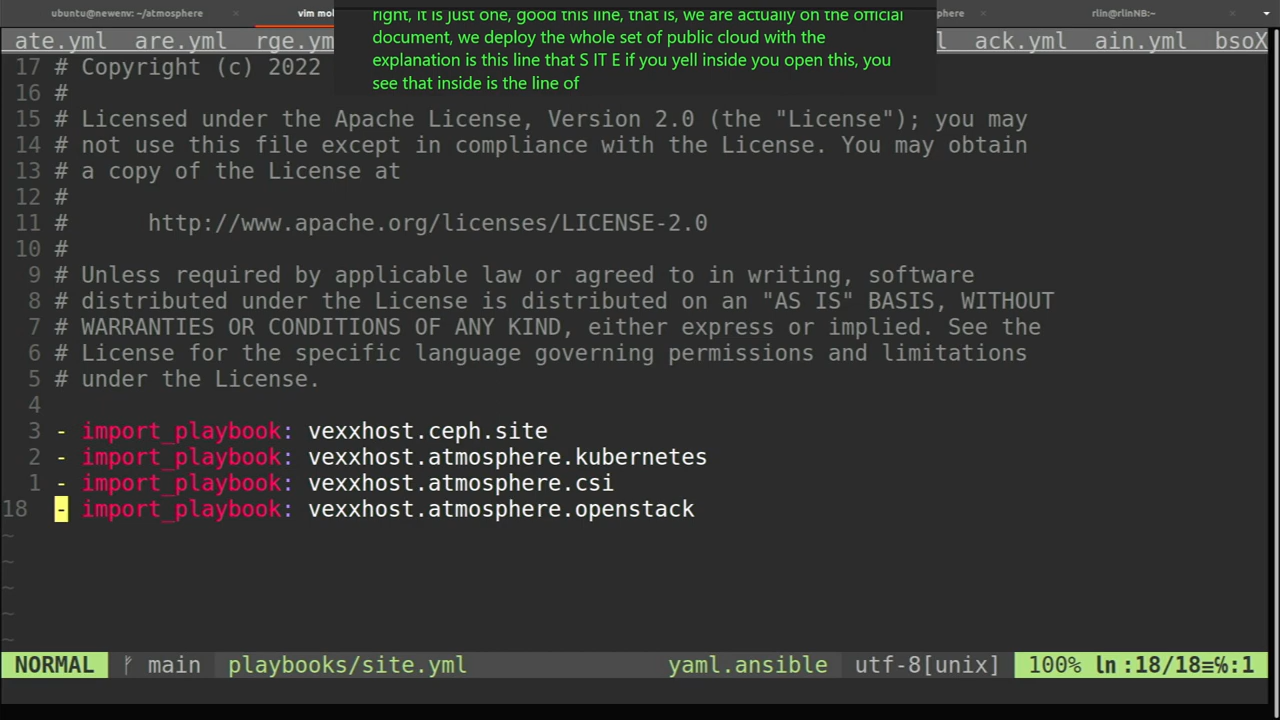 ubuntu@newenv: ~/atmosphere × vim mol sphere × rlin@rlinNB:~ ×
right, it is just one, good this line, that is, we are actually on the official
document, we deploy the whole set of public cloud with the
explanation is this line that S IT E if you yell inside you open this, you
see that inside is the line of
ate.yml are.yml rge.ym l ack.yml ain.yml bsoX
17 # Copyright (c) 2022
16 #
15 # Licensed under the Apache License, Version 2.0 (the "License"); you may
14 # not use this file except in compliance with the License. You may obtain
13 # a copy of the License at
12 #
11 # http://www.apache.org/licenses/LICENSE-2.0
10 #
9 # Unless required by applicable law or agreed to in writing, software
8 # distributed under the License is distributed on an "AS IS" BASIS, WITHOUT
7 # WARRANTIES OR CONDITIONS OF ANY KIND, either express or implied. See the
6 # License for the specific language governing permissions and limitations
5 # under the License.
4
3 - import_playbook: vexxhost.ceph.site
2 - import_playbook: vexxhost.atmosphere.kubernetes
1 - import_playbook: vexxhost.atmosphere.csi
18 - import_playbook: vexxhost.atmosphere.openstack
~
~
~
~
~
NORMAL ᚠ main playbooks/site.yml yaml.ansible utf-8[unix] 100% ln :18/18≡℅:1